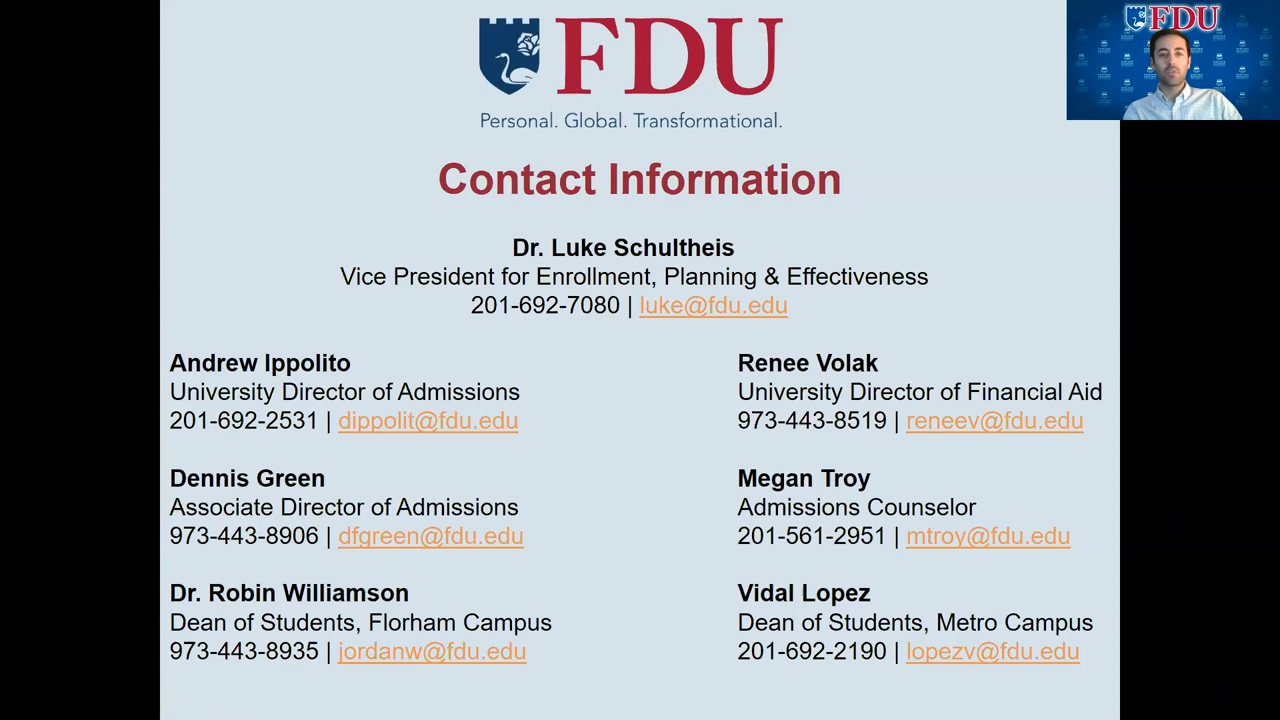 FDU
Personal. Global. Transformational.
FDU
Contact Information
Dr. Luke Schultheis
Vice President for Enrollment, Planning & Effectiveness
201-692-7080 | luke@fdu.edu
Andrew Ippolito
University Director of Admissions
201-692-2531 | dippolit@fdu.edu
Renee Volak
University Director of Financial Aid
973-443-8519 | reneev@fdu.edu
Dennis Green
Associate Director of Admissions
973-443-8906 | dfgreen@fdu.edu
Megan Troy
Admissions Counselor
201-561-2951 | mtroy@fdu.edu
Dr. Robin Williamson
Dean of Students, Florham Campus
973-443-8935 | jordanw@fdu.edu
Vidal Lopez
Dean of Students, Metro Campus
201-692-2190 | lopezv@fdu.edu